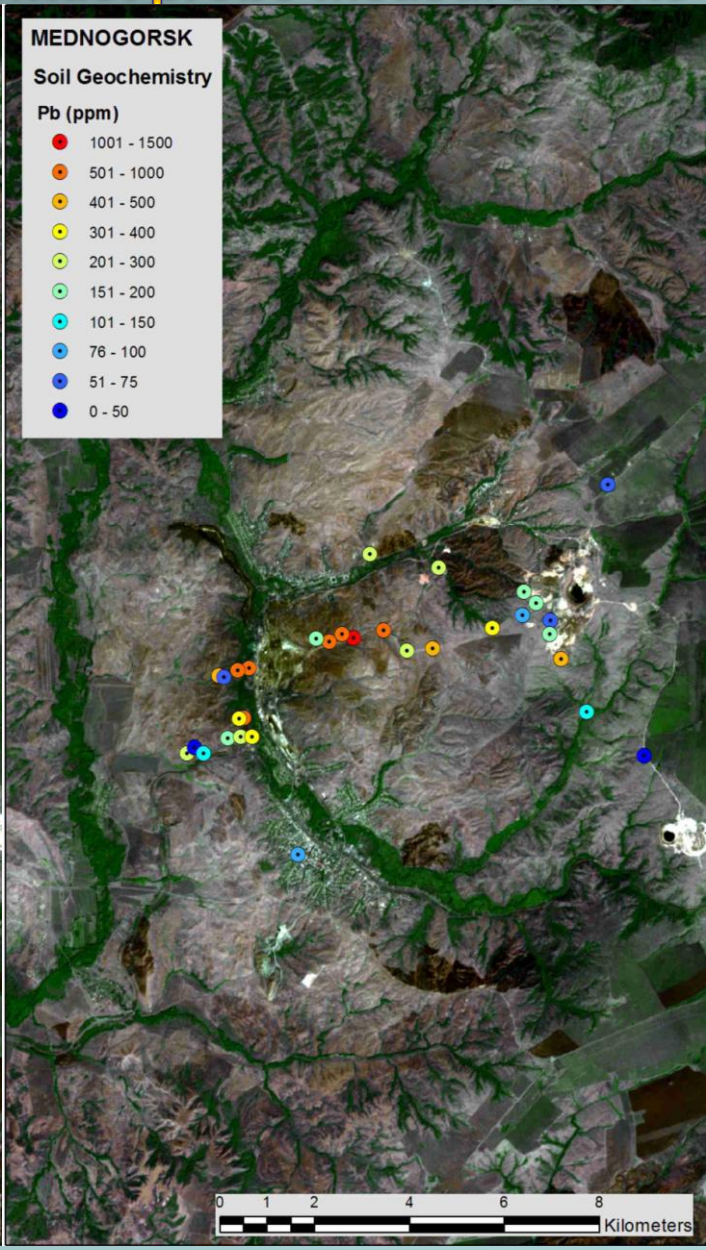 MEDNOGORSK
Soil Geochemistry
Pb (ppm)
1001 - 1500
501 - 1000
401 - 500
301 - 400
201 - 300
151 - 200
101 - 150
76 - 100
51 - 75
0 - 50
0 1 2 4 6 8
Kilometers